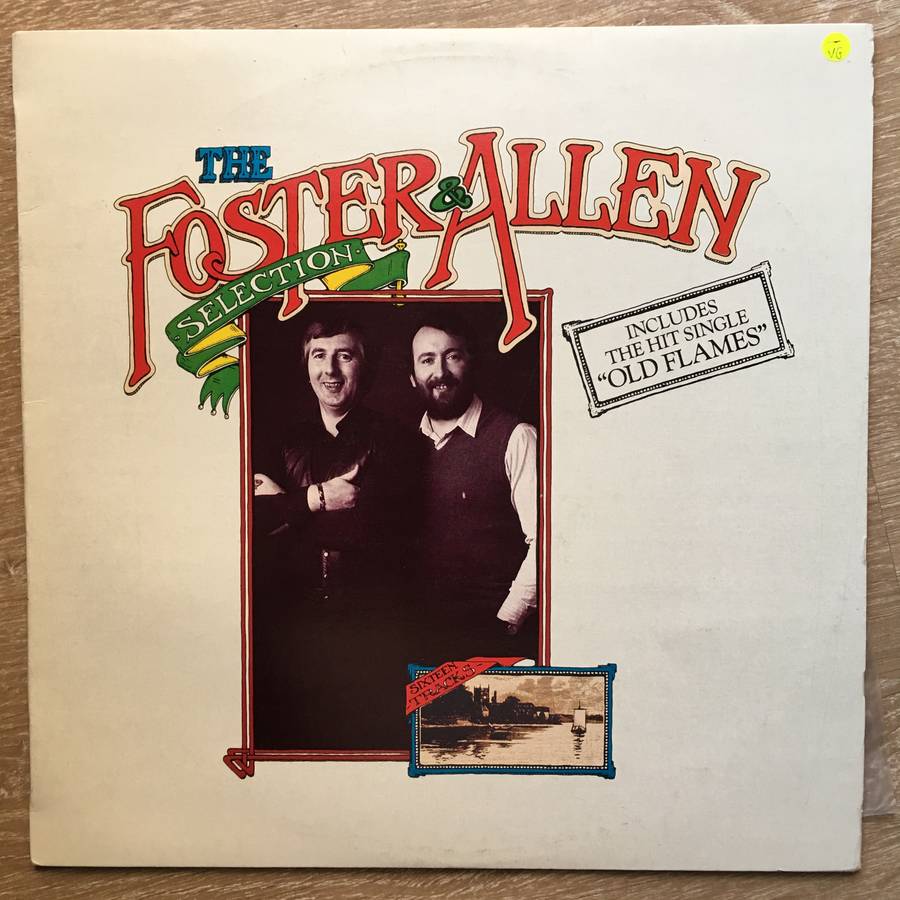 THE
FOSTER & ALLEN
SELECTION
INCLUDES
THE HIT SINGLE
"OLD FLAMES"
SIXTEEN
TRACKS
VG